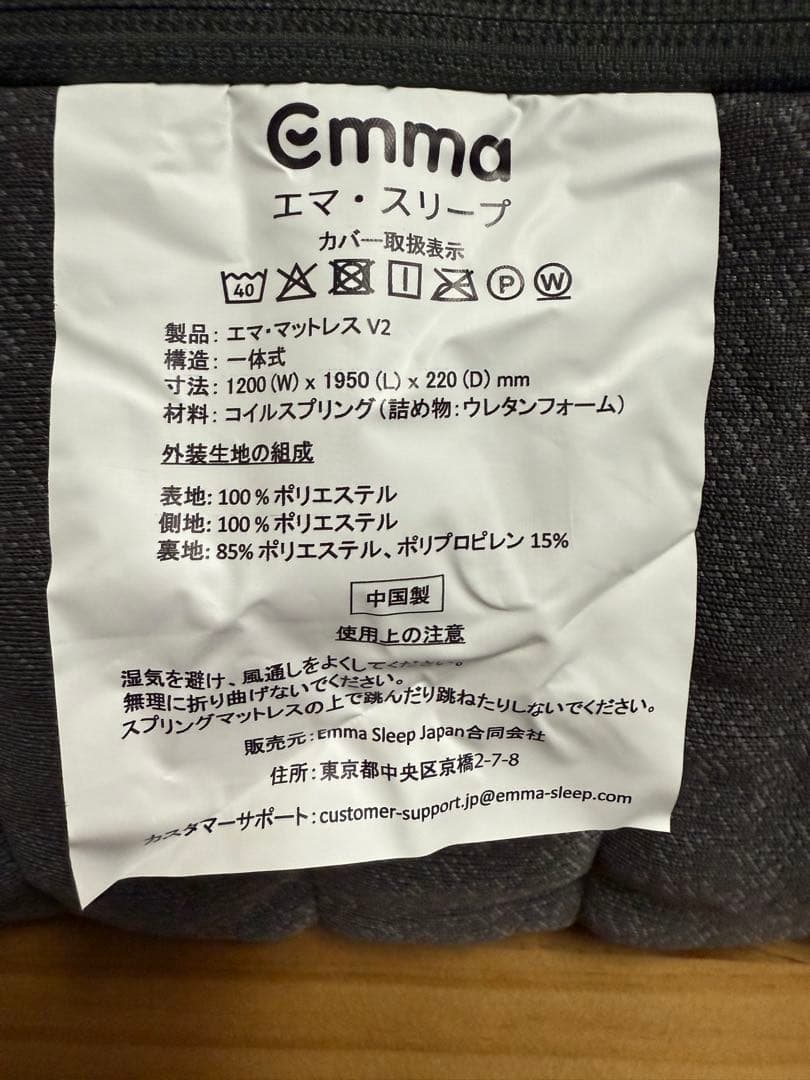 emma
エマ・スリープ
カバー取扱表示
40 P W
製品: エマ・マットレス V2
構造: 一体式
寸法: 1200 (W) x 1950 (L) x 220 (D) mm
材料: コイルスプリング (詰め物: ウレタンフォーム)
外装生地の組成
表地: 100 % ポリエステル
側地: 100 % ポリエステル
裏地: 85% ポリエステル、ポリプロピレン 15%
中国製
使用上の注意
湿気を避け、風通しをよくしてください。
無理に折り曲げないでください。
スプリングマットレスの上で跳んだり跳ねたりしないでください。
販売元: Emma Sleep Japan合同会社
住所: 東京都中央区京橋2-7-8
カスタマーサポート: customer-support.jp@emma-sleep.com